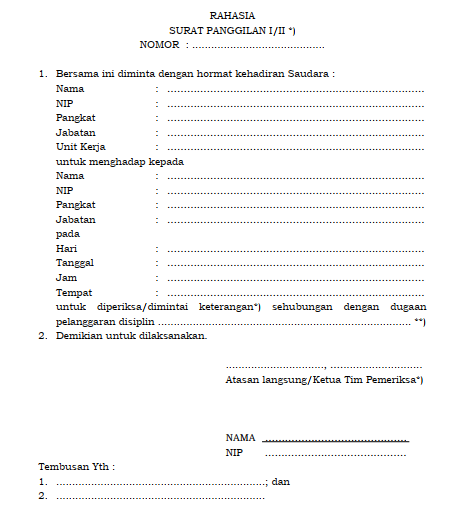 RAHASIA
SURAT PANGGILAN I/II *)
NOMOR : ..........................................
1. Bersama ini diminta dengan hormat kehadiran Saudara :
Nama : ................................................................................
NIP : ................................................................................
Pangkat : ................................................................................
Jabatan : ................................................................................
Unit Kerja : ................................................................................
untuk menghadap kepada
Nama : ................................................................................
NIP : ................................................................................
Pangkat : ................................................................................
Jabatan : ................................................................................
pada
Hari : ................................................................................
Tanggal : ................................................................................
Jam : ................................................................................
Tempat : ................................................................................
untuk diperiksa/dimintai keterangan*) sehubungan dengan dugaan
pelanggaran disiplin ............................................................................... **)
2. Demikian untuk dilaksanakan.
..............................., .............................
Atasan langsung/Ketua Tim Pemeriksa*)
NAMA ............................................
NIP ............................................
Tembusan Yth :
1. .................................................................; dan
2. .................................................................